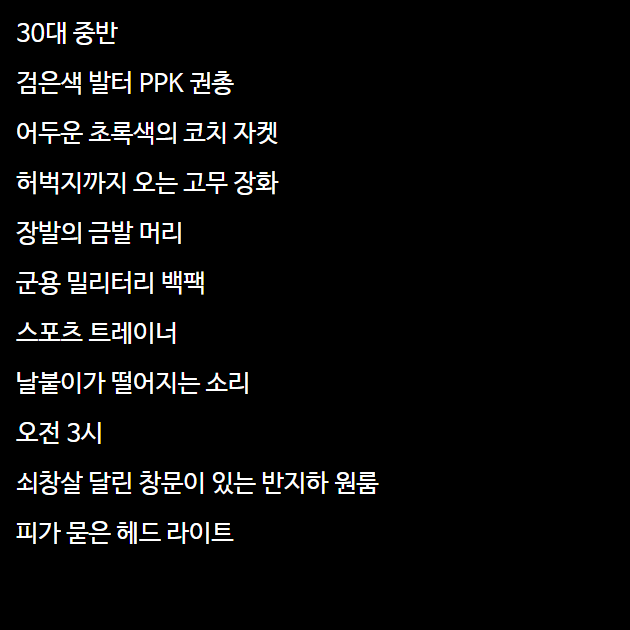 30대 중반
검은색 발터 PPK 권총
어두운 초록색의 코치 자켓
허벅지까지 오는 고무 장화
장발의 금발 머리
군용 밀리터리 백팩
스포츠 트레이너
날붙이가 떨어지는 소리
오전 3시
쇠창살 달린 창문이 있는 반지하 원룸
피가 묻은 헤드 라이트